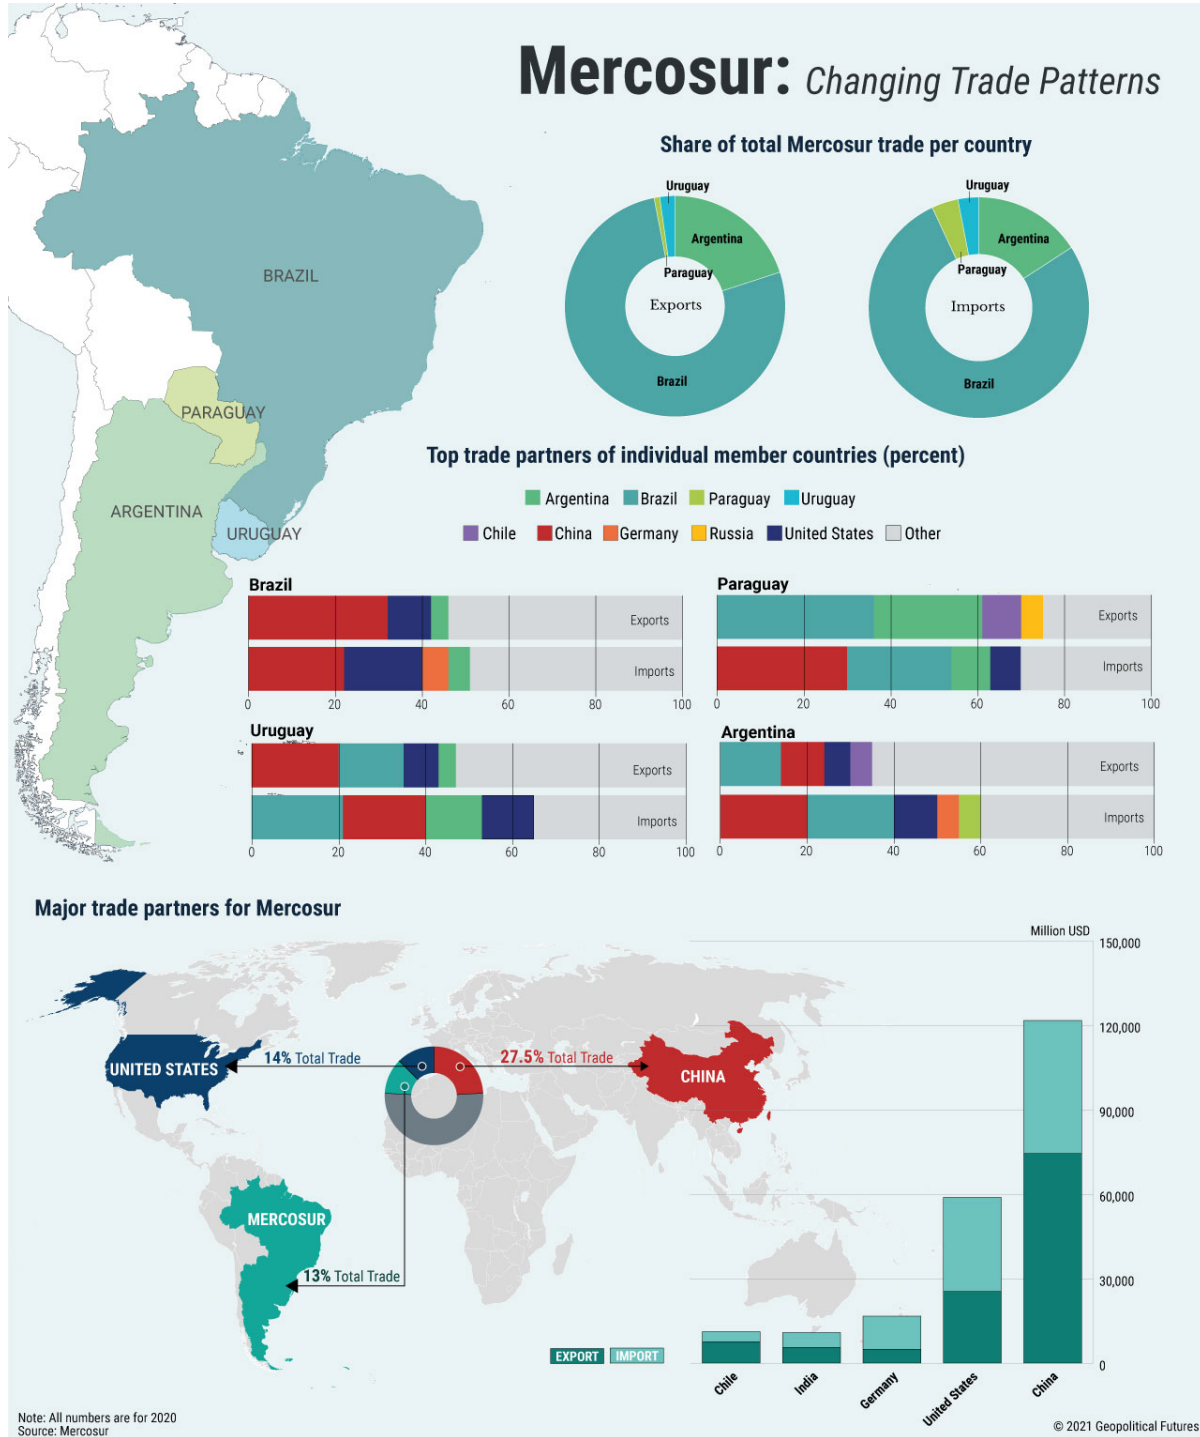 Mercosur: Changing Trade Patterns
Share of total Mercosur trade per country
Uruguay
Argentina
Paraguay
Exports
Brazil
Uruguay
Argentina
Paraguay
Imports
Brazil
BRAZIL
PARAGUAY
ARGENTINA
URUGUAY
Top trade partners of individual member countries (percent)
Argentina Brazil Paraguay Uruguay
Chile China Germany Russia United States Other
Brazil
Exports
Imports
0 20 40 60 80 100
Paraguay
Exports
Imports
0 20 40 60 80 100
Uruguay
Exports
Imports
0 20 40 60 80 100
Argentina
Exports
Imports
0 20 40 60 80 100
Major trade partners for Mercosur
UNITED STATES
14% Total Trade
27.5% Total Trade
CHINA
MERCOSUR
13% Total Trade
Million USD
150,000
120,000
90,000
60,000
30,000
0
EXPORT IMPORT
Chile
India
Germany
United States
China
Note: All numbers are for 2020
Source: Mercosur
© 2021 Geopolitical Futures